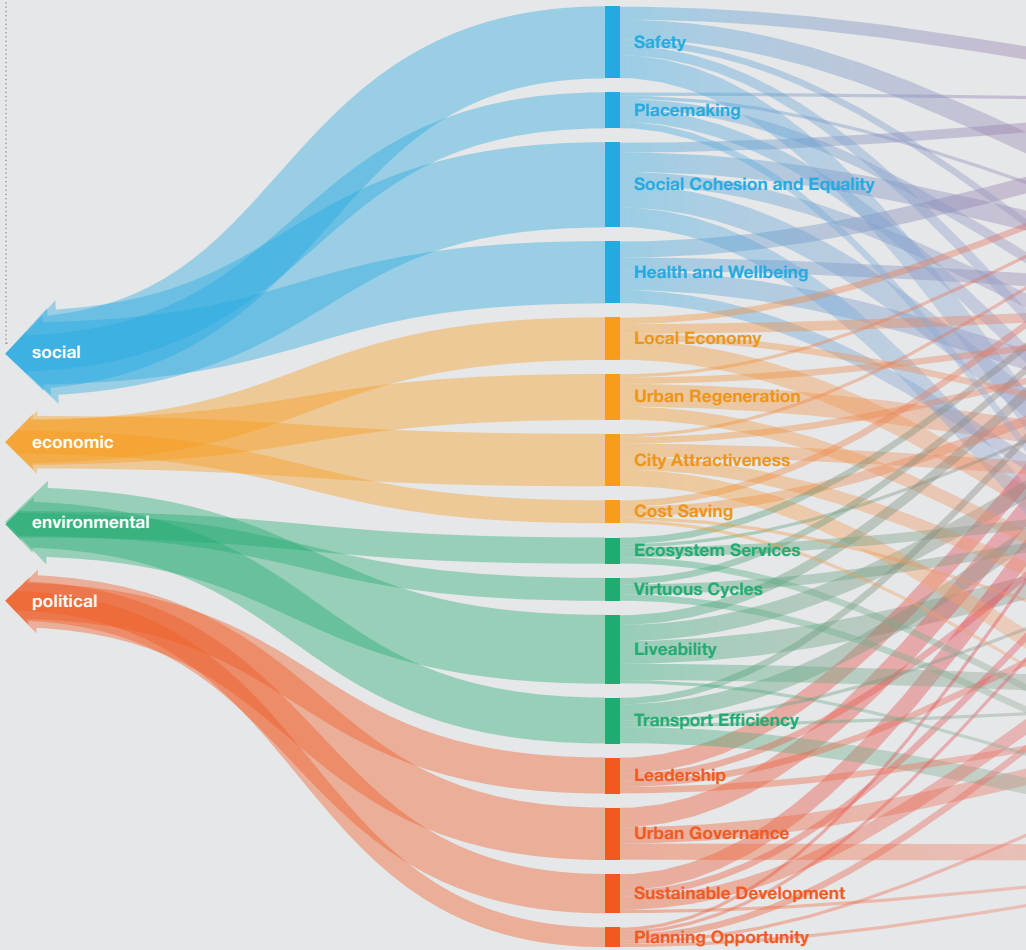 social
economic
environmental
political
Safety
Placemaking
Social Cohesion and Equality
Health and Wellbeing
Local Economy
Urban Regeneration
City Attractiveness
Cost Saving
Ecosystem Services
Virtuous Cycles
Liveability
Transport Efficiency
Leadership
Urban Governance
Sustainable Development
Planning Opportunity